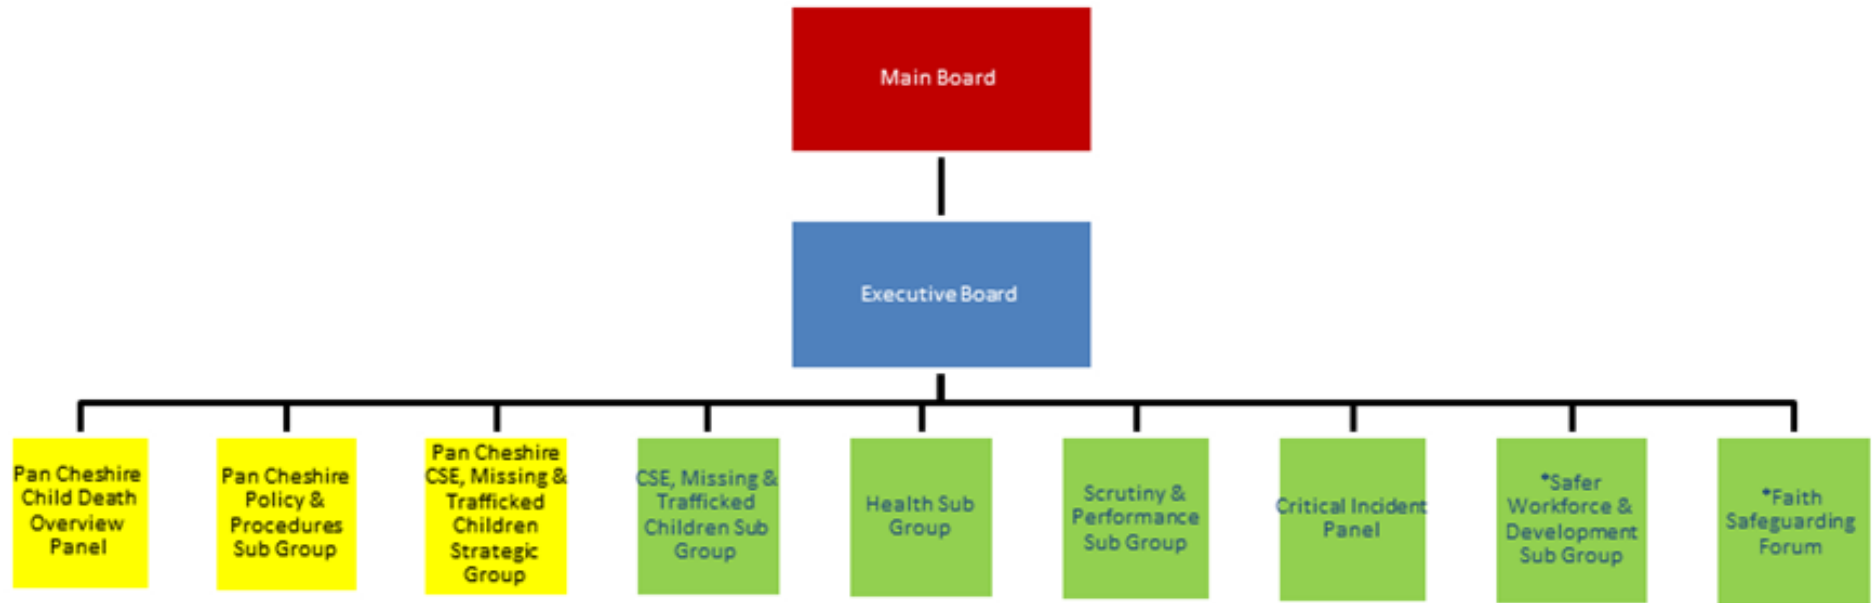 Main Board
Executive Board
Pan Cheshire
Child Death
Overview
Panel
Pan Cheshire
Policy &
Procedures
Sub Group
Pan Cheshire
CSE, Missing &
Trafficked
Children
Strategic
Group
CSE, Missing &
Trafficked
Children Sub
Group
Health Sub
Group
Scrutiny &
Performance
Sub Group
Critical Incident
Panel
*Safer
Workforce &
Development
Sub Group
*Faith
Safeguarding
Forum